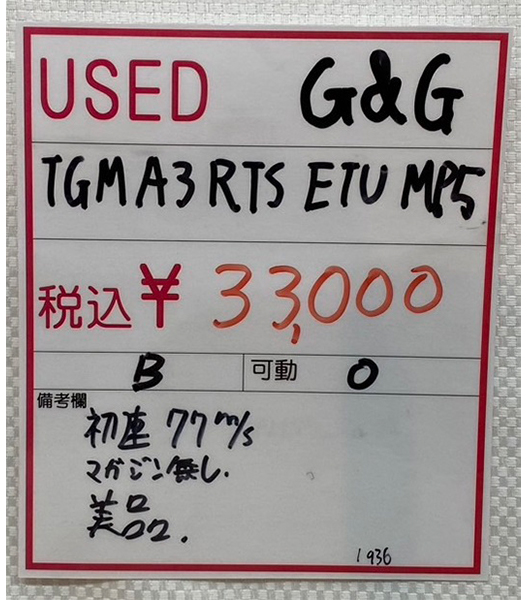 USED G&G
TGM A3 RTS ETU MP5
税込 ¥ 33,000
B 可動 O
備考欄
初速 77m/s
マガジン無し.
美品.
1936